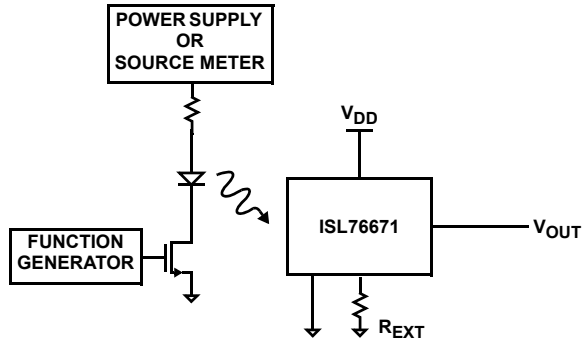 POWER SUPPLY
OR
SOURCE METER
VDD
ISL76671
VOUT
FUNCTION
GENERATOR
REXT